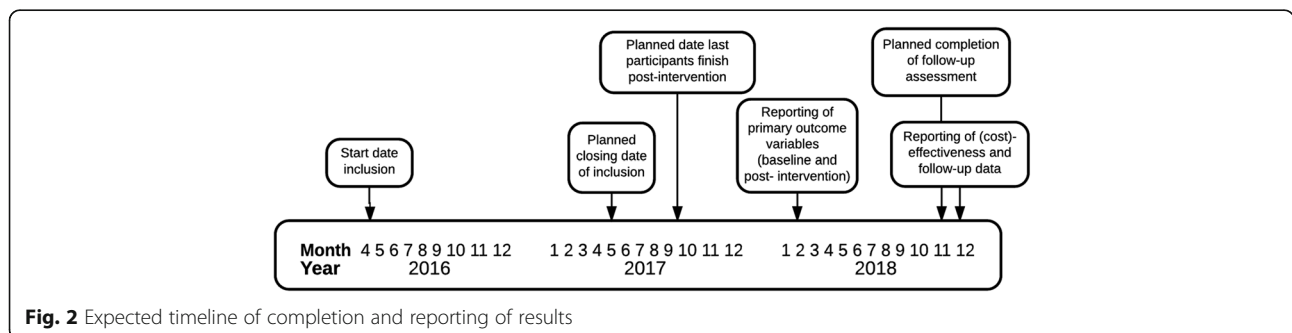 Start date
inclusion
Planned
closing date
of inclusion
Planned date last
participants finish
post-intervention
Reporting of
primary outcome
variables
(baseline and
post- intervention)
Planned completion
of follow-up
assessment
Reporting of (cost)-
effectiveness and
follow-up data
Month 4 5 6 7 8 9 10 11 12 1 2 3 4 5 6 7 8 9 10 11 12 1 2 3 4 5 6 7 8 9 10 11 12
Year 2016 2017 2018
Fig. 2 Expected timeline of completion and reporting of results